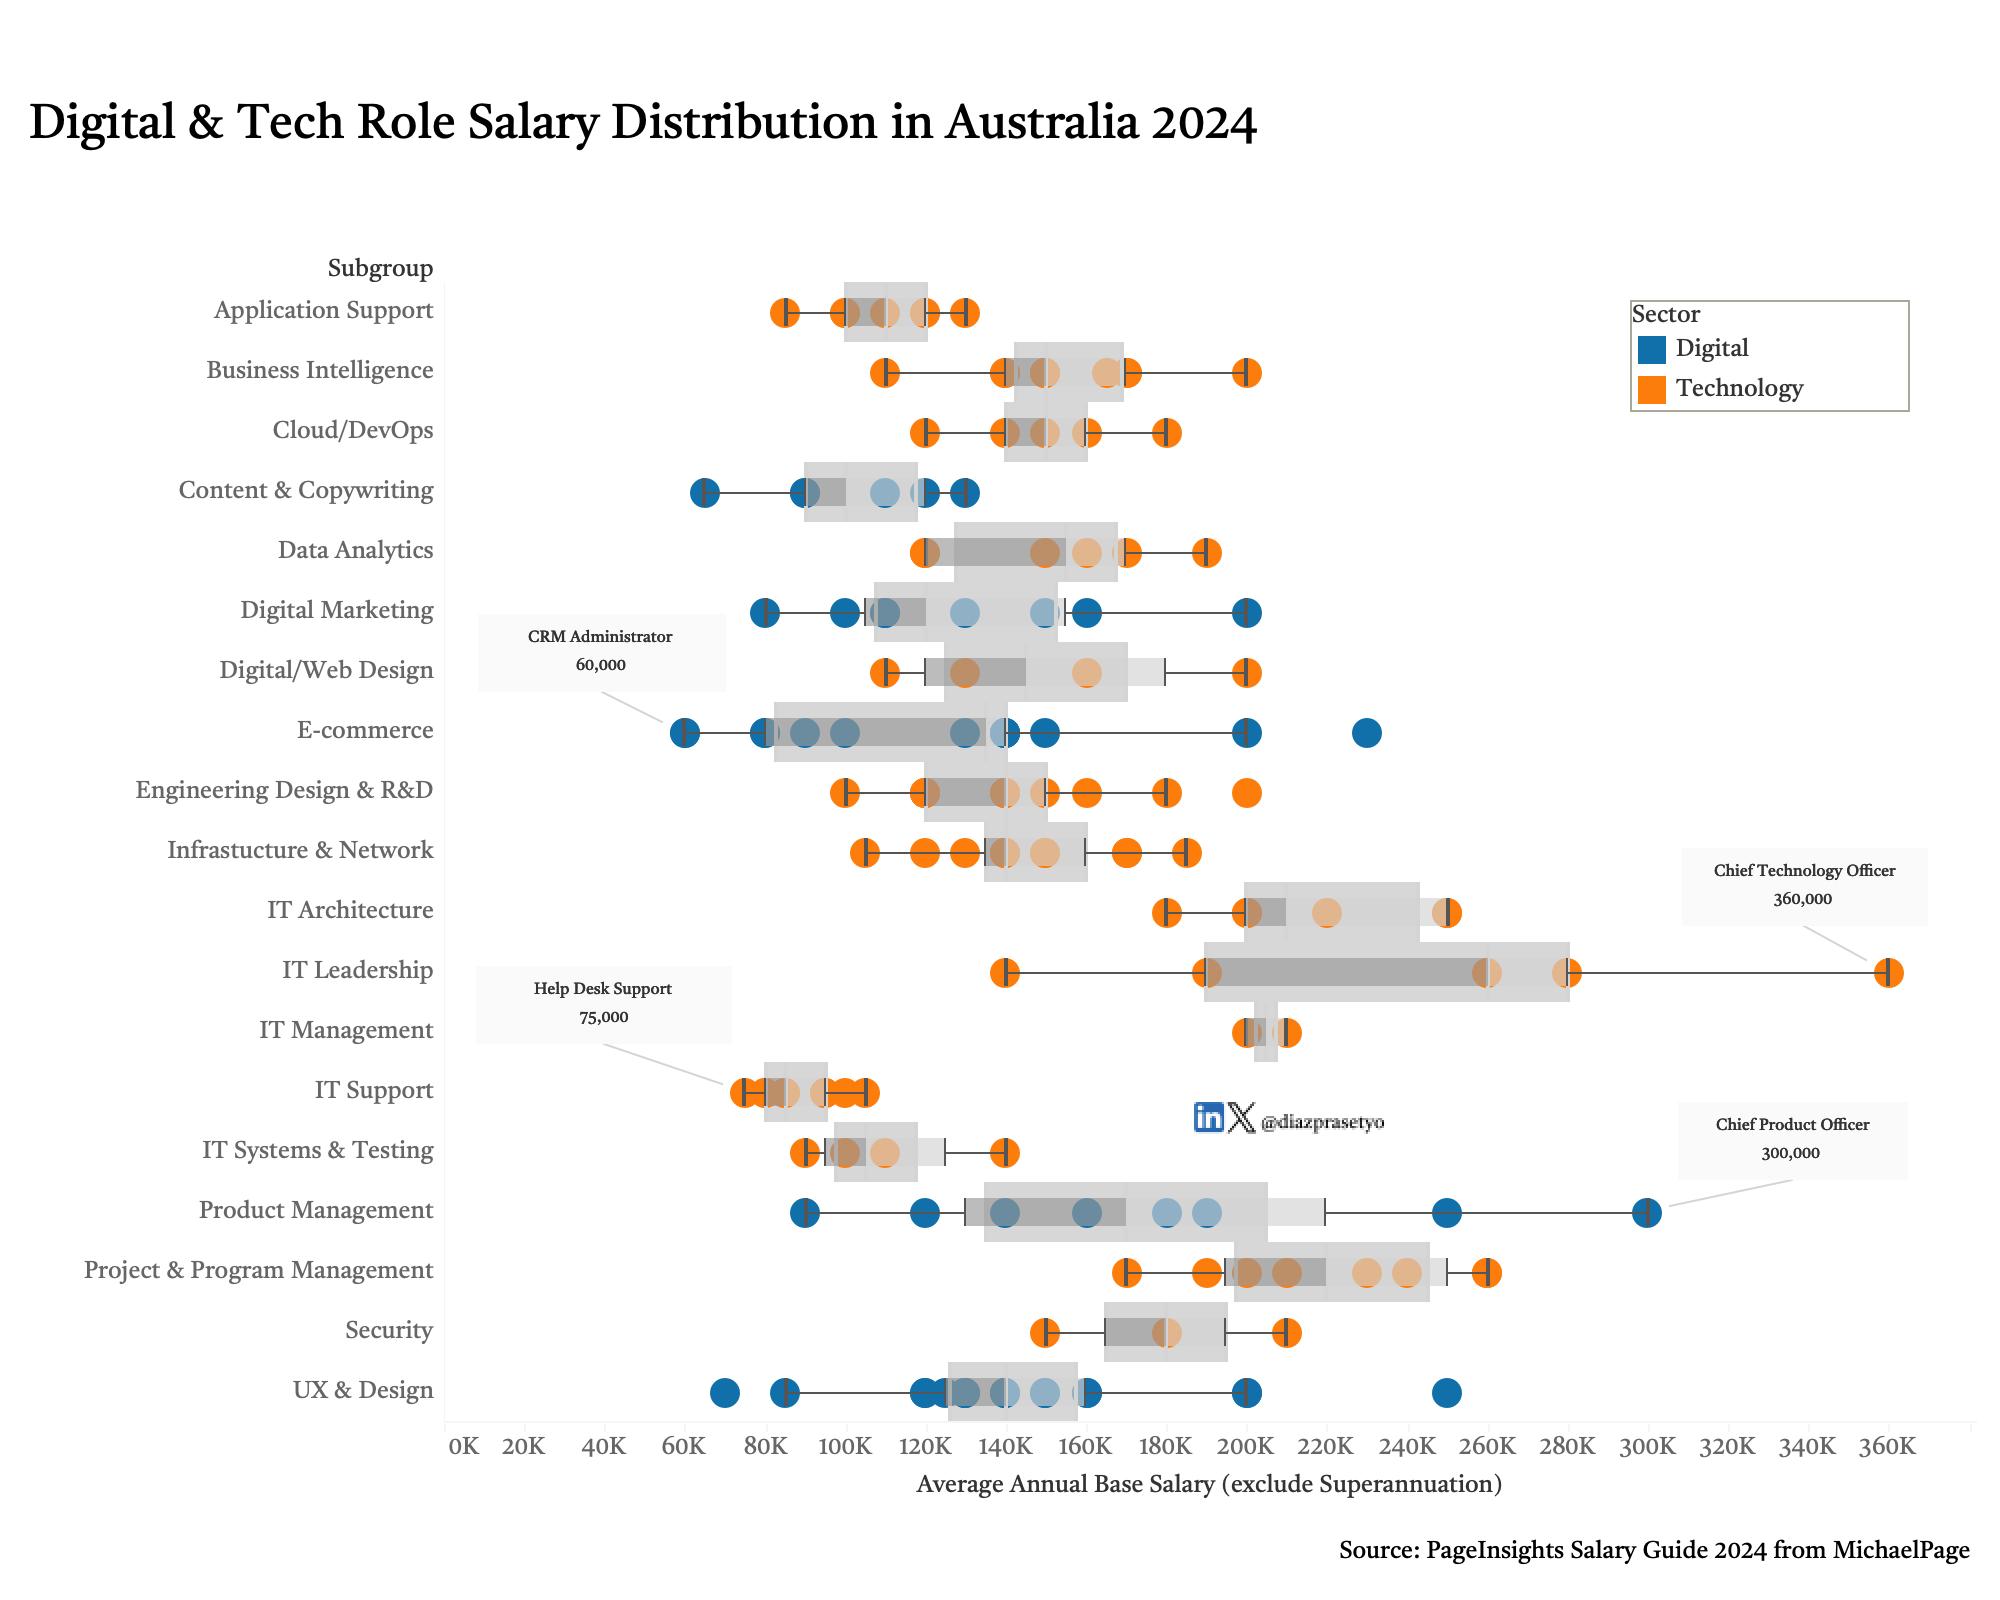 Digital & Tech Role Salary Distribution in Australia 2024
Subgroup
Application Support
Business Intelligence
Cloud/DevOps
Content & Copywriting
Data Analytics
Digital Marketing
Digital/Web Design
E-commerce
Engineering Design & R&D
Infrastucture & Network
IT Architecture
IT Leadership
IT Management
IT Support
IT Systems & Testing
Product Management
Project & Program Management
Security
UX & Design
Sector
Digital
Technology
CRM Administrator
60,000
Chief Technology Officer
360,000
Help Desk Support
75,000
in X @diazprasetyo
Chief Product Officer
300,000
0K 20K 40K 60K 80K 100K 120K 140K 160K 180K 200K 220K 240K 260K 280K 300K 320K 340K 360K
Average Annual Base Salary (exclude Superannuation)
Source: PageInsights Salary Guide 2024 from MichaelPage